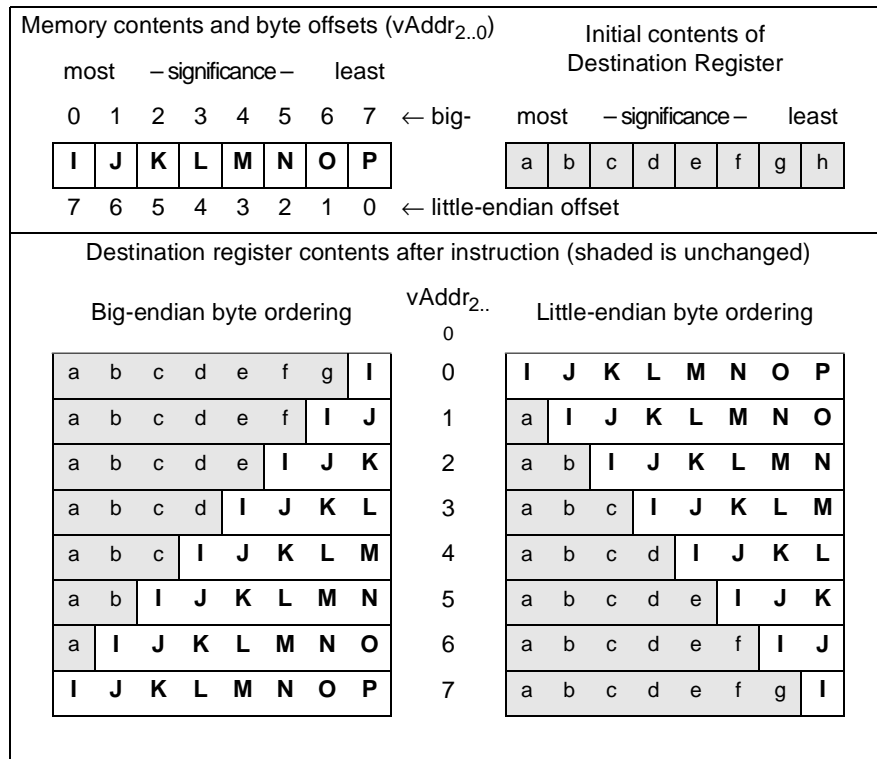 Memory contents and byte offsets (vAddr2..0)
most – significance – least
0 1 2 3 4 5 6 7 ← big-
I J K L M N O P
7 6 5 4 3 2 1 0 ← little-endian offset
Initial contents of
Destination Register
most – significance – least
a b c d e f g h
Destination register contents after instruction (shaded is unchanged)
Big-endian byte ordering vAddr2..0 Little-endian byte ordering
a b c d e f g I 0 I J K L M N O P
a b c d e f I J 1 a I J K L M N O
a b c d e I J K 2 a b I J K L M N
a b c d I J K L 3 a b c I J K L M
a b c I J K L M 4 a b c d I J K L
a b I J K L M N 5 a b c d e I J K
a I J K L M N O 6 a b c d e f I J
I J K L M N O P 7 a b c d e f g I